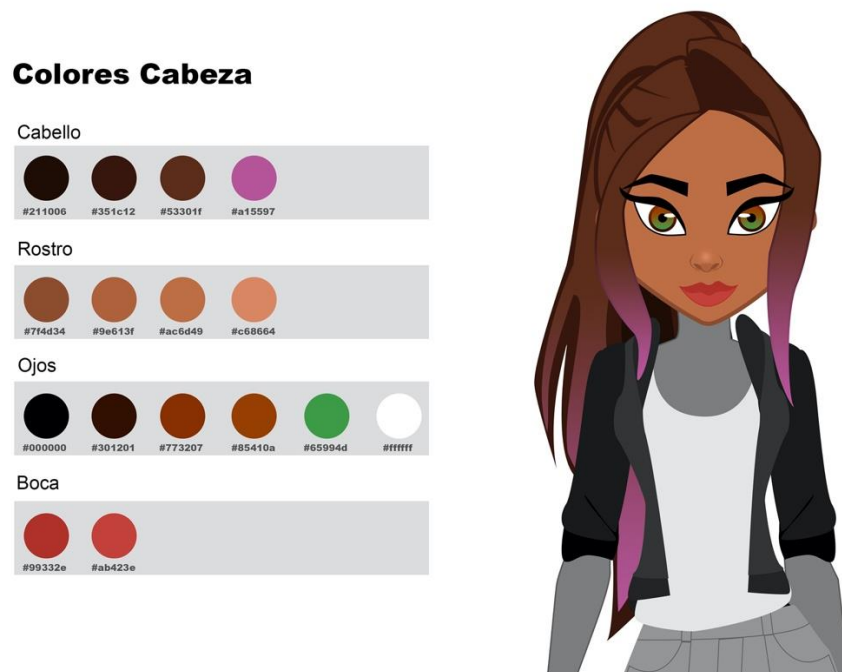 Colores Cabeza
Cabello
#211006 #351c12 #53301f #a15597
Rostro
#7f4d34 #9e613f #ac6d49 #c68664
Ojos
#000000 #301201 #773207 #85410a #65994d #ffffff
Boca
#99332e #ab423e